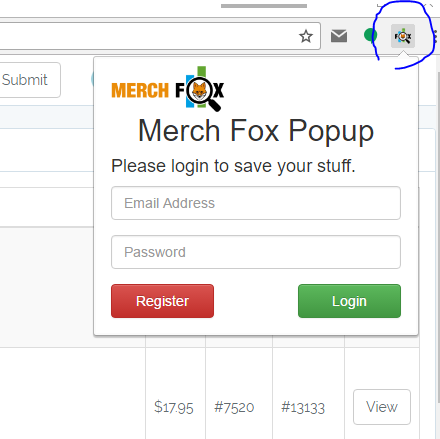 Submit
MERCH FOX
Merch Fox Popup
Please login to save your stuff.
Email Address
Password
Register
Login
$17.95
#7520
#13133
View